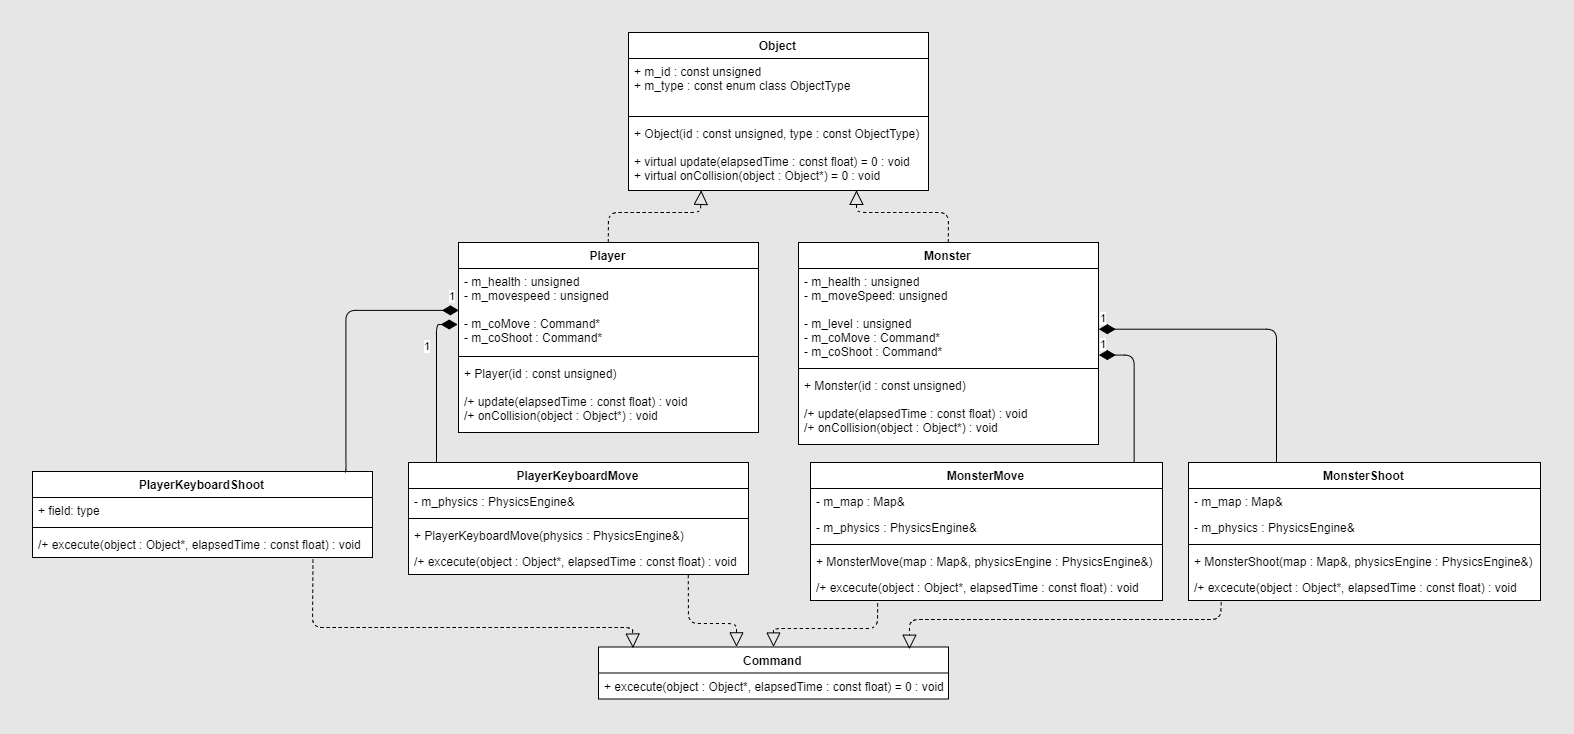 Object
+ m_id : const unsigned
+ m_type : const enum class ObjectType
+ Object(id : const unsigned, type : const ObjectType)
+ virtual update(elapsedTime : const float) = 0 : void
+ virtual onCollision(object : Object*) = 0 : void
Player
- m_health : unsigned
- m_movespeed : unsigned
- m_coMove : Command*
- m_coShoot : Command*
+ Player(id : const unsigned)
/+ update(elapsedTime : const float) : void
/+ onCollision(object : Object*) : void
1
1
Monster
- m_health : unsigned
- m_moveSpeed: unsigned
- m_level : unsigned
- m_coMove : Command*
- m_coShoot : Command*
+ Monster(id : const unsigned)
/+ update(elapsedTime : const float) : void
/+ onCollision(object : Object*) : void
1
1
PlayerKeyboardShoot
+ field: type
/+ excecute(object : Object*, elapsedTime : const float) : void
PlayerKeyboardMove
- m_physics : PhysicsEngine&
+ PlayerKeyboardMove(physics : PhysicsEngine&)
/+ excecute(object : Object*, elapsedTime : const float) : void
MonsterMove
- m_map : Map&
- m_physics : PhysicsEngine&
+ MonsterMove(map : Map&, physicsEngine : PhysicsEngine&)
/+ excecute(object : Object*, elapsedTime : const float) : void
MonsterShoot
- m_map : Map&
- m_physics : PhysicsEngine&
+ MonsterShoot(map : Map&, physicsEngine : PhysicsEngine&)
/+ excecute(object : Object*, elapsedTime : const float) : void
Command
+ excecute(object : Object*, elapsedTime : const float) = 0 : void